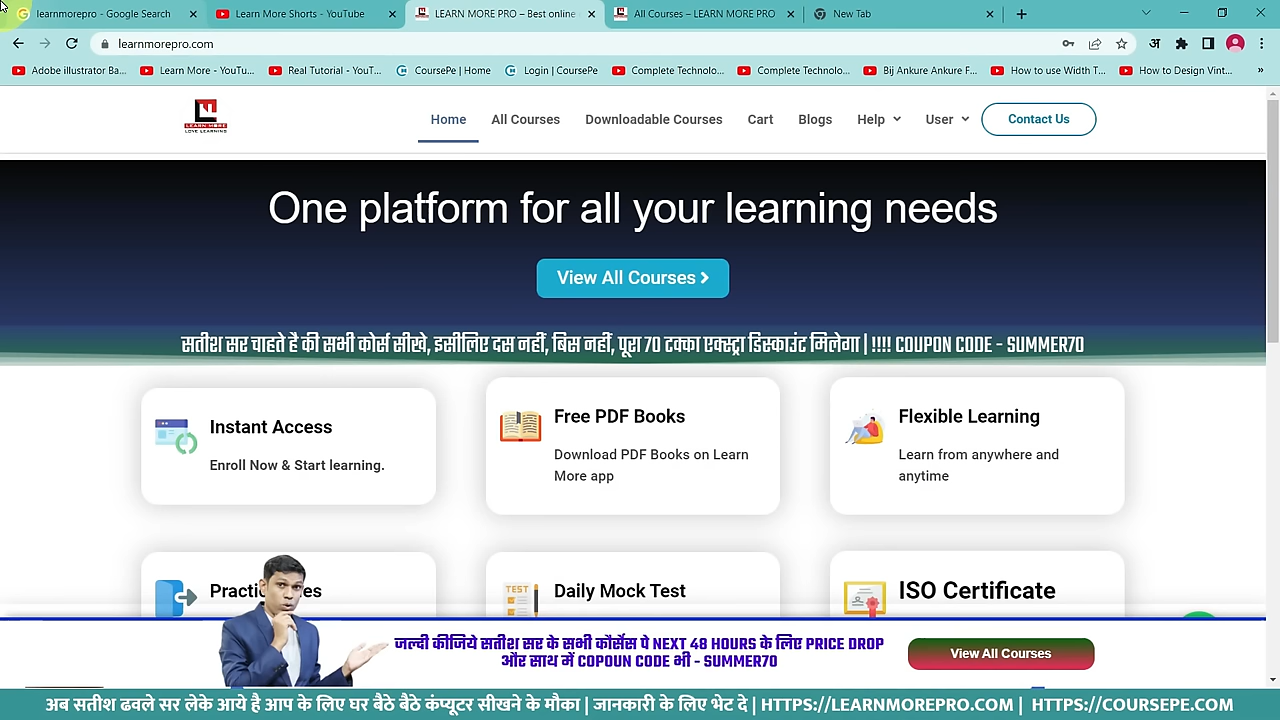 learnmorepro - Google Search
Learn More Shorts - YouTube
LEARN MORE PRO – Best online
All Courses – LEARN MORE PRO
New Tab
learnmorepro.com
अ
Adobe illustrator Ba...
Learn More - YouTu...
Real Tutorial - YouT...
CoursePe | Home
Login | CoursePe
Complete Technolo...
Complete Technolo...
Bij Ankure Ankure F...
How to use Width T...
How to Design Vint...
LEARN MORE
LOVE LEARNING
Home
All Courses
Downloadable Courses
Cart
Blogs
Help
User
Contact Us
One platform for all your learning needs
View All Courses
सतीश सर चाहते है की सभी कोर्स सीखे, इसीलिए दस नहीं, बिस नहीं, पूरा 70 टक्का एक्स्ट्रा डिस्काउंट मिलेगा | !!!! COUPON CODE - SUMMER70
Instant Access
Enroll Now & Start learning.
Free PDF Books
Download PDF Books on Learn
More app
Flexible Learning
Learn from anywhere and
anytime
Daily Mock Test
TEST
ISO Certificate
जल्दी कीजिये सतीश सर के सभी कौर्सेस पे NEXT 48 HOURS के लिए PRICE DROP
और साथ में COPOUN CODE भी - SUMMER70
View All Courses
अब सतीश ढवले सर लेके आये है आप के लिए घर बैठे बैठे कंप्यूटर सीखने के मौका | जानकारी के लिए भेट दे | HTTPS://LEARNMOREPRO.COM | HTTPS://COURSEPE.COM